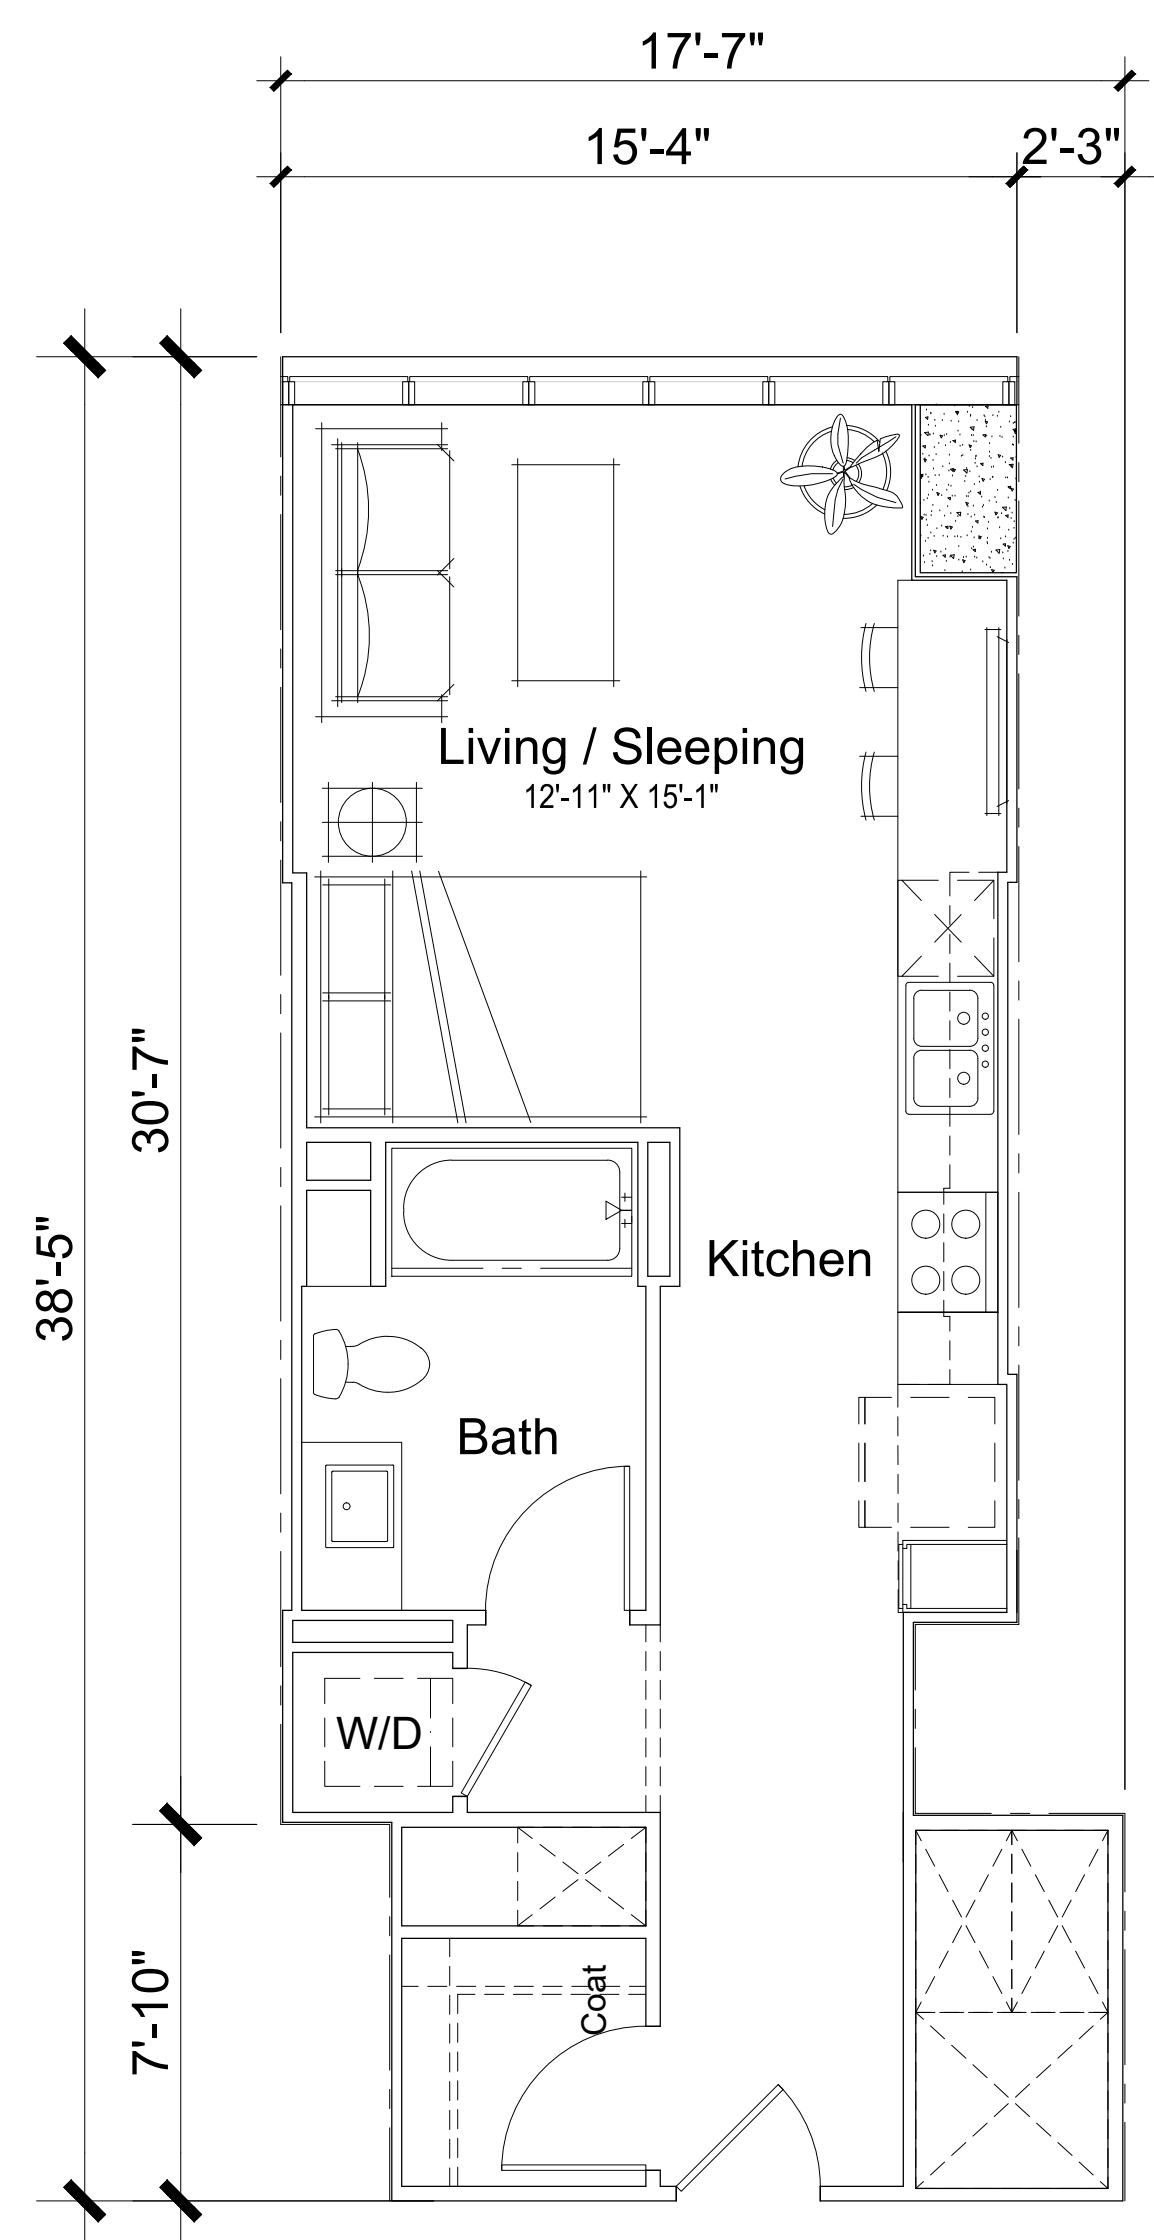 17'-7"
15'-4"
2'-3"
Living / Sleeping
12'-11" X 15'-1"
30'-7"
38'-5"
Kitchen
Bath
W/D
Coat
7'-10"